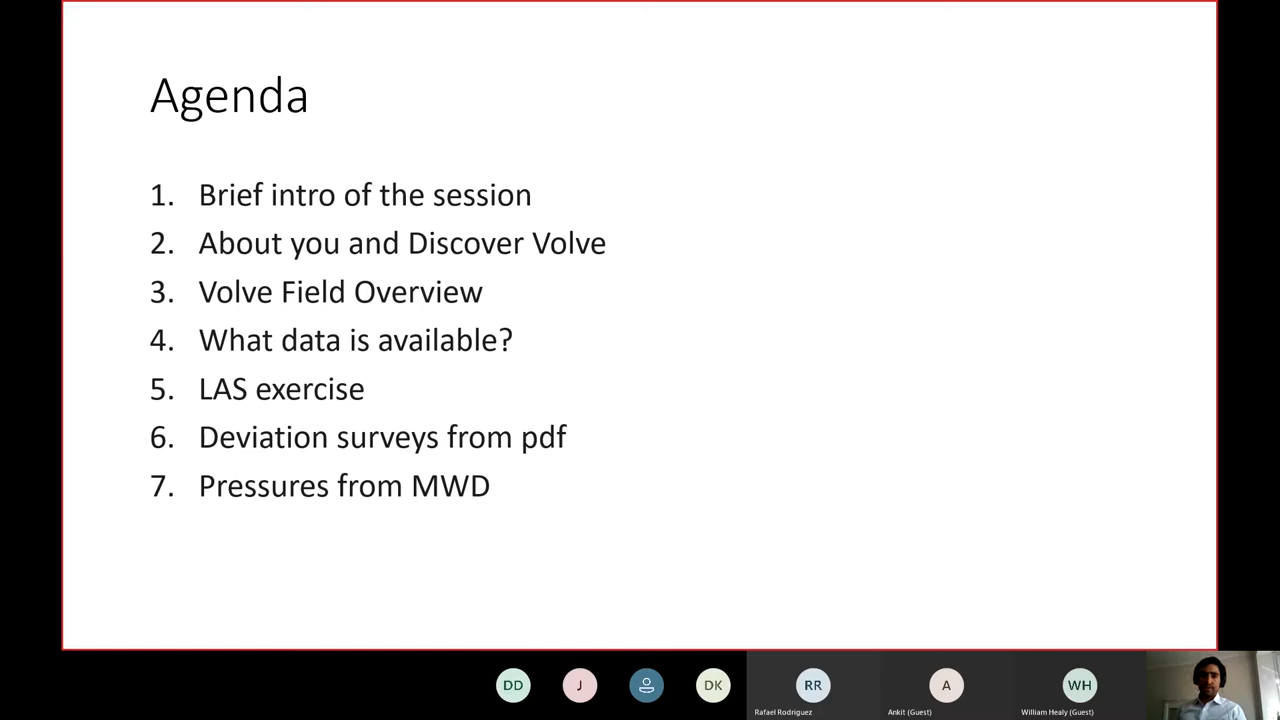 Agenda
1. Brief intro of the session
2. About you and Discover Volve
3. Volve Field Overview
4. What data is available?
5. LAS exercise
6. Deviation surveys from pdf
7. Pressures from MWD
DD J DK RR A WH
Rafael Rodriguez Ankit (Guest) William Healy (Guest)